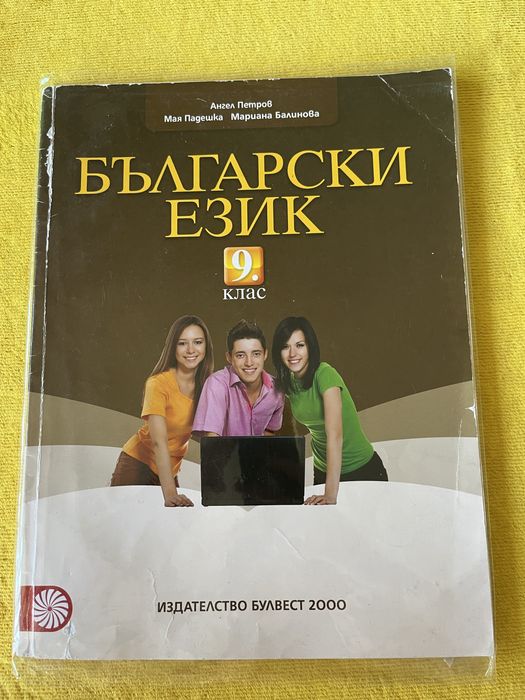 Ангел Петров
Мая Падешка Мариана Балинова
БЪЛГАРСКИ
ЕЗИК
9.
клас
ИЗДАТЕЛСТВО БУЛВЕСТ 2000